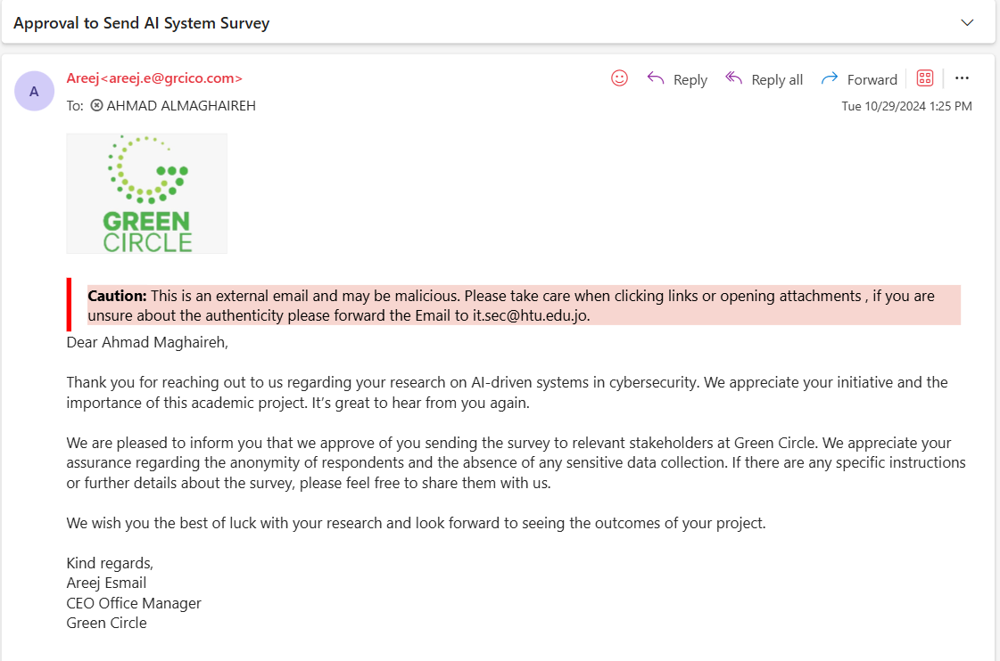 Approval to Send AI System Survey
Areej<areej.e@grcico.com>
Reply
Reply all
Forward
A
To: AHMAD ALMAGHAIREH
Tue 10/29/2024 1:25 PM
GREEN
CIRCLE
Caution: This is an external email and may be malicious. Please take care when clicking links or opening attachments , if you are
unsure about the authenticity please forward the Email to it.sec@htu.edu.jo.
Dear Ahmad Maghaireh,
Thank you for reaching out to us regarding your research on AI-driven systems in cybersecurity. We appreciate your initiative and the
importance of this academic project. It’s great to hear from you again.
We are pleased to inform you that we approve of you sending the survey to relevant stakeholders at Green Circle. We appreciate your
assurance regarding the anonymity of respondents and the absence of any sensitive data collection. If there are any specific instructions
or further details about the survey, please feel free to share them with us.
We wish you the best of luck with your research and look forward to seeing the outcomes of your project.
Kind regards,
Areej Esmail
CEO Office Manager
Green Circle